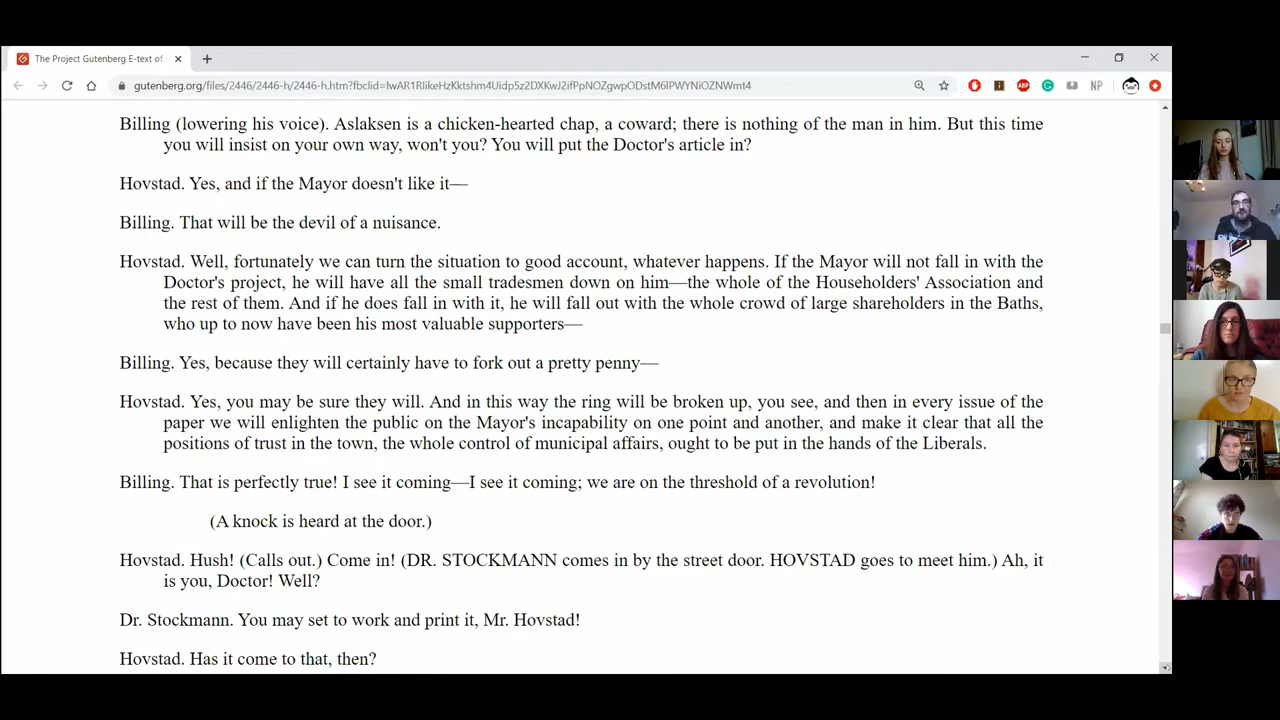 The Project Gutenberg E-text of
gutenberg.org/files/2446/2446-h/2446-h.htm?fbclid=IwAR1RlikeHzKktshm4Uidp5z2DXKwJ2ifPpNOZgwpODstM6lPWYNiOZNWmt4
ABP
NP
Billing (lowering his voice). Aslaksen is a chicken-hearted chap, a coward; there is nothing of the man in him. But this time
you will insist on your own way, won't you? You will put the Doctor's article in?
Hovstad. Yes, and if the Mayor doesn't like it—
Billing. That will be the devil of a nuisance.
Hovstad. Well, fortunately we can turn the situation to good account, whatever happens. If the Mayor will not fall in with the
Doctor's project, he will have all the small tradesmen down on him—the whole of the Householders' Association and
the rest of them. And if he does fall in with it, he will fall out with the whole crowd of large shareholders in the Baths,
who up to now have been his most valuable supporters—
Billing. Yes, because they will certainly have to fork out a pretty penny—
Hovstad. Yes, you may be sure they will. And in this way the ring will be broken up, you see, and then in every issue of the
paper we will enlighten the public on the Mayor's incapability on one point and another, and make it clear that all the
positions of trust in the town, the whole control of municipal affairs, ought to be put in the hands of the Liberals.
Billing. That is perfectly true! I see it coming—I see it coming; we are on the threshold of a revolution!
(A knock is heard at the door.)
Hovstad. Hush! (Calls out.) Come in! (DR. STOCKMANN comes in by the street door. HOVSTAD goes to meet him.) Ah, it
is you, Doctor! Well?
Dr. Stockmann. You may set to work and print it, Mr. Hovstad!
Hovstad. Has it come to that, then?